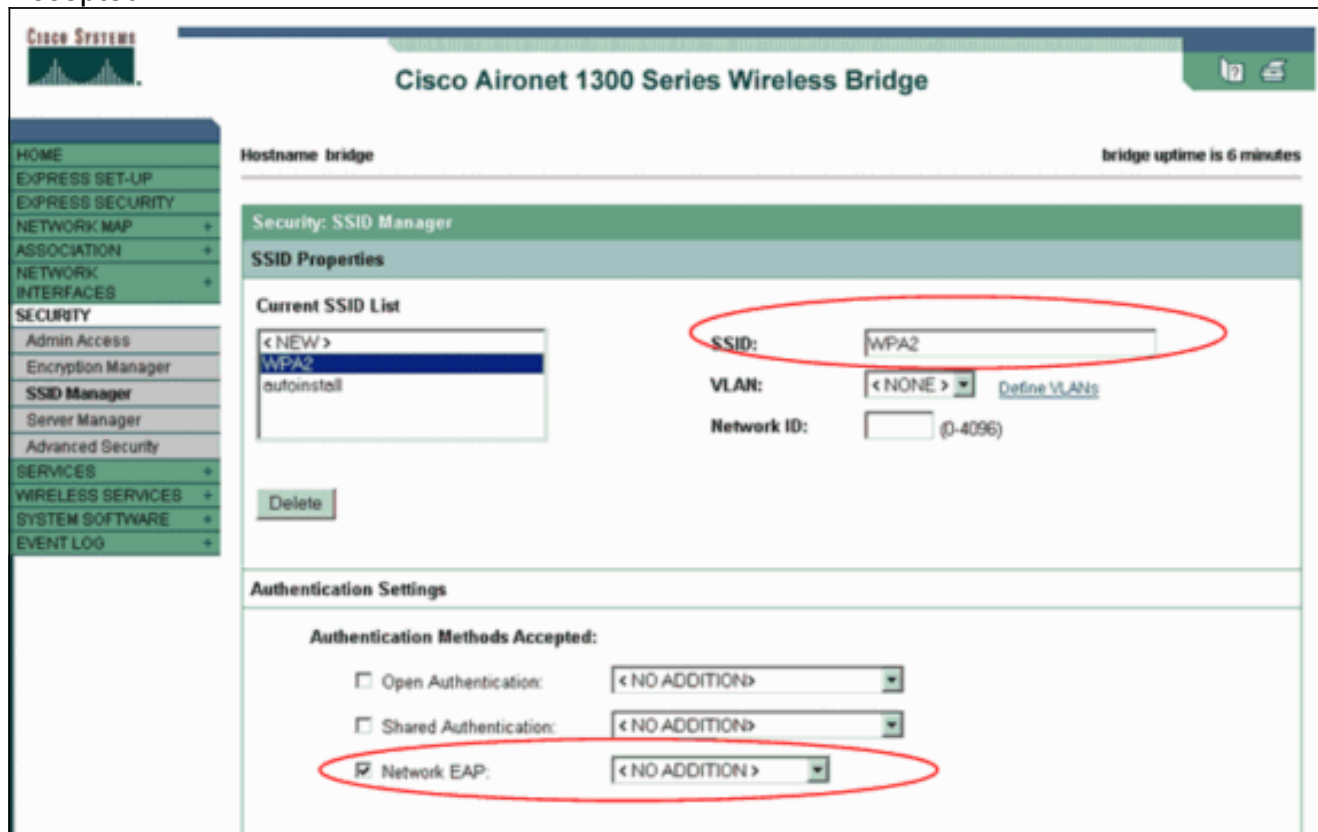 CISCO SYSTEMS
Cisco Aironet 1300 Series Wireless Bridge
Hostname bridge
bridge uptime is 6 minutes
HOME
EXPRESS SET-UP
EXPRESS SECURITY
NETWORK MAP +
ASSOCIATION +
NETWORK
INTERFACES +
SECURITY
Admin Access
Encryption Manager
SSID Manager
Server Manager
Advanced Security
SERVICES +
WIRELESS SERVICES +
SYSTEM SOFTWARE +
EVENT LOG +
Security: SSID Manager
SSID Properties
Current SSID List
< NEW >
WPA2
autoinstall
Delete
SSID: WPA2
VLAN: < NONE > Define VLANs
Network ID: (0-4096)
Authentication Settings
Authentication Methods Accepted:
Open Authentication: < NO ADDITION>
Shared Authentication: < NO ADDITION>
Network EAP: < NO ADDITION >